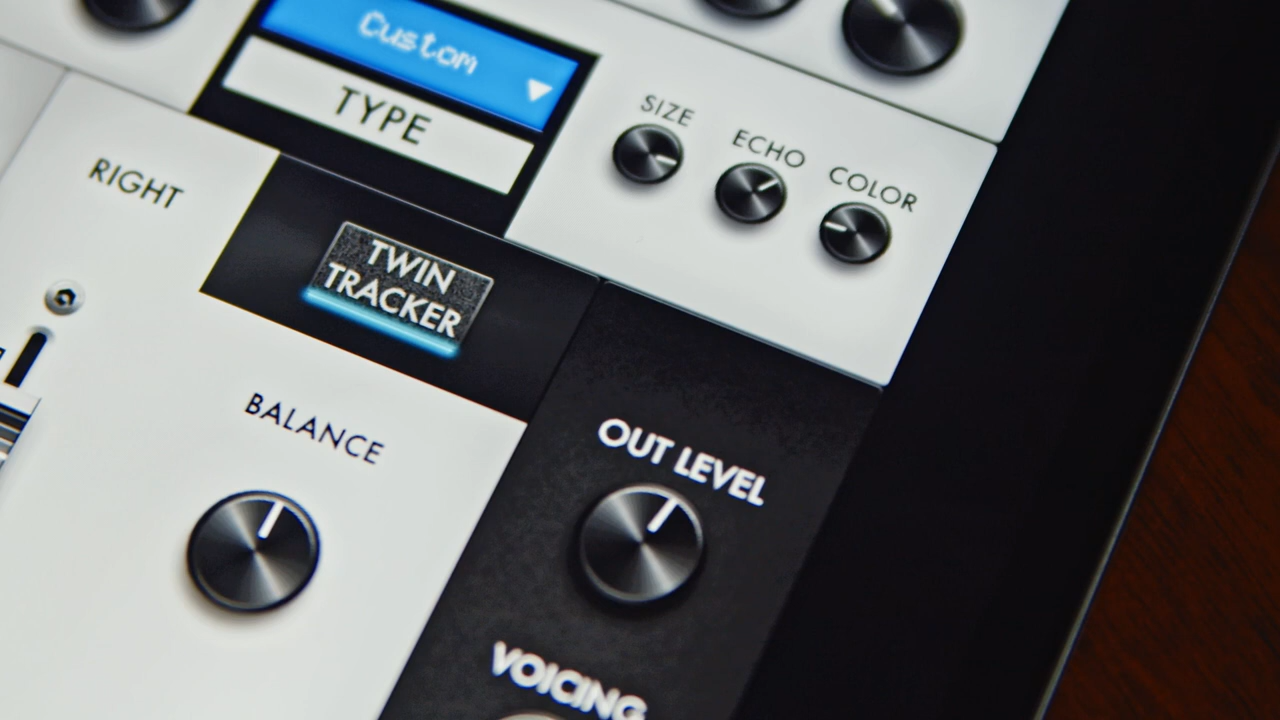 Custom
TYPE
SIZE
ECHO
COLOR
RIGHT
TWIN
TRACKER
BALANCE
OUT LEVEL
VOICING